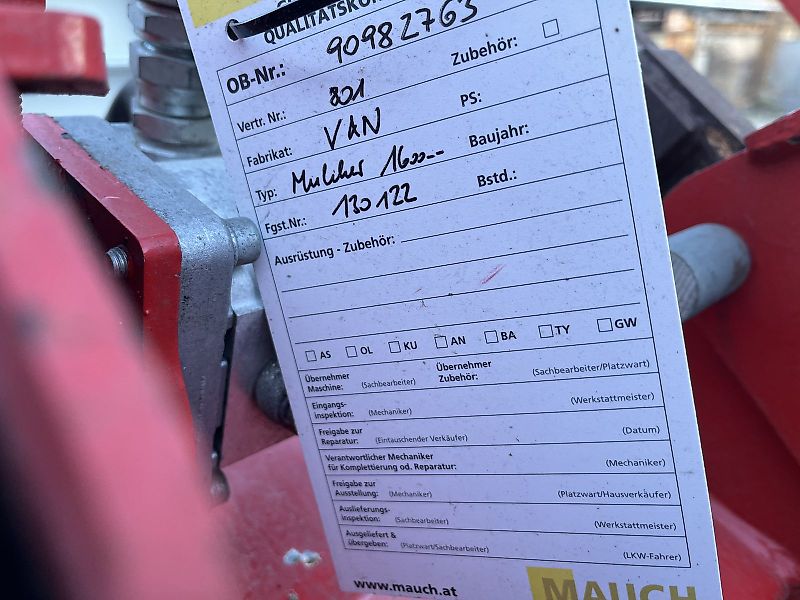 OB-Nr.: 90982763 Zubehör:
Vertr. Nr.: 801
Fabrikat: VAN PS:
Typ: 1600-- Baujahr:
Fgst.Nr.: 130122 Bstd.:
Ausrüstung - Zubehör:
AS OL KU AN BA TY GW
Übernehmer Maschine: (Sachbearbeiter) Übernehmer Zubehör: (Sachbearbeiter/Platzwart)
Eingangs-inspektion: (Mechaniker) (Werkstattmeister)
Freigabe zur Reparatur: (Eintauschender Verkäufer) (Datum)
Verantwortlicher Mechaniker
für Komplettierung od. Reparatur: (Mechaniker)
Freigabe zur Ausstellung: (Mechaniker) (Platzwart/Hausverkäufer)
Auslieferungs-inspektion: (Sachbearbeiter) (Werkstattmeister)
Ausgeliefert & übergeben: (Platzwart/Sachbearbeiter) (LKW-Fahrer)
www.mauch.at MAUCH